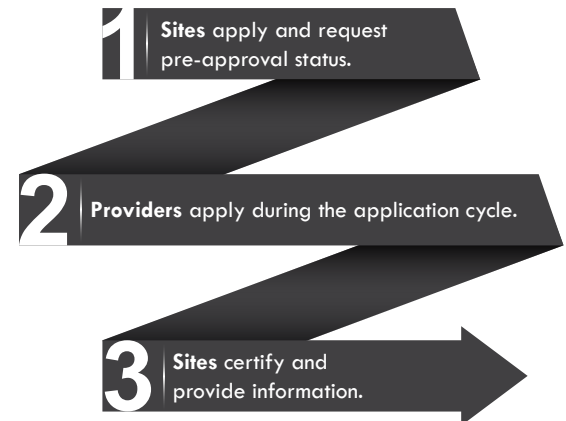 1
Sites apply and request
pre-approval status.
2
Providers apply during the application cycle.
3
Sites certify and
provide information.